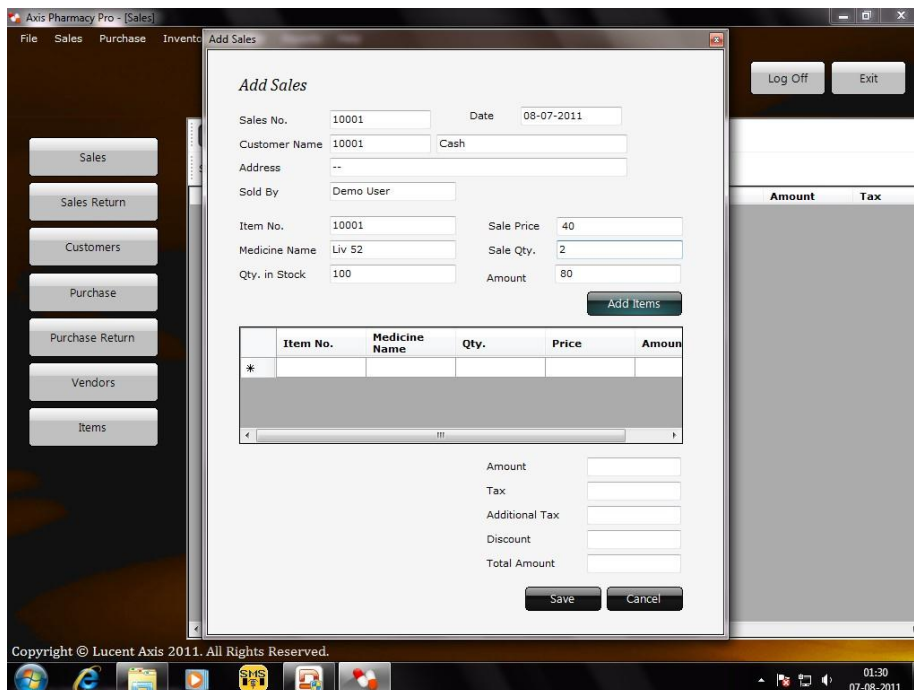 Axis Pharmacy Pro - [Sales]
File Sales Purchase Invento
Add Sales
Log Off Exit
Add Sales
Sales No. 10001 Date 08-07-2011
Customer Name 10001 Cash
Address --
Sold By Demo User
Item No. 10001 Sale Price 40
Medicine Name Liv 52 Sale Qty. 2
Qty. in Stock 100 Amount 80
Add Items
Item No. Medicine Name Qty. Price Amoun
Amount
Tax
Additional Tax
Discount
Total Amount
Save Cancel
Sales
Sales Return
Customers
Purchase
Purchase Return
Vendors
Items
Amount Tax
Copyright © Lucent Axis 2011. All Rights Reserved.
SMS
01:30
07-08-2011